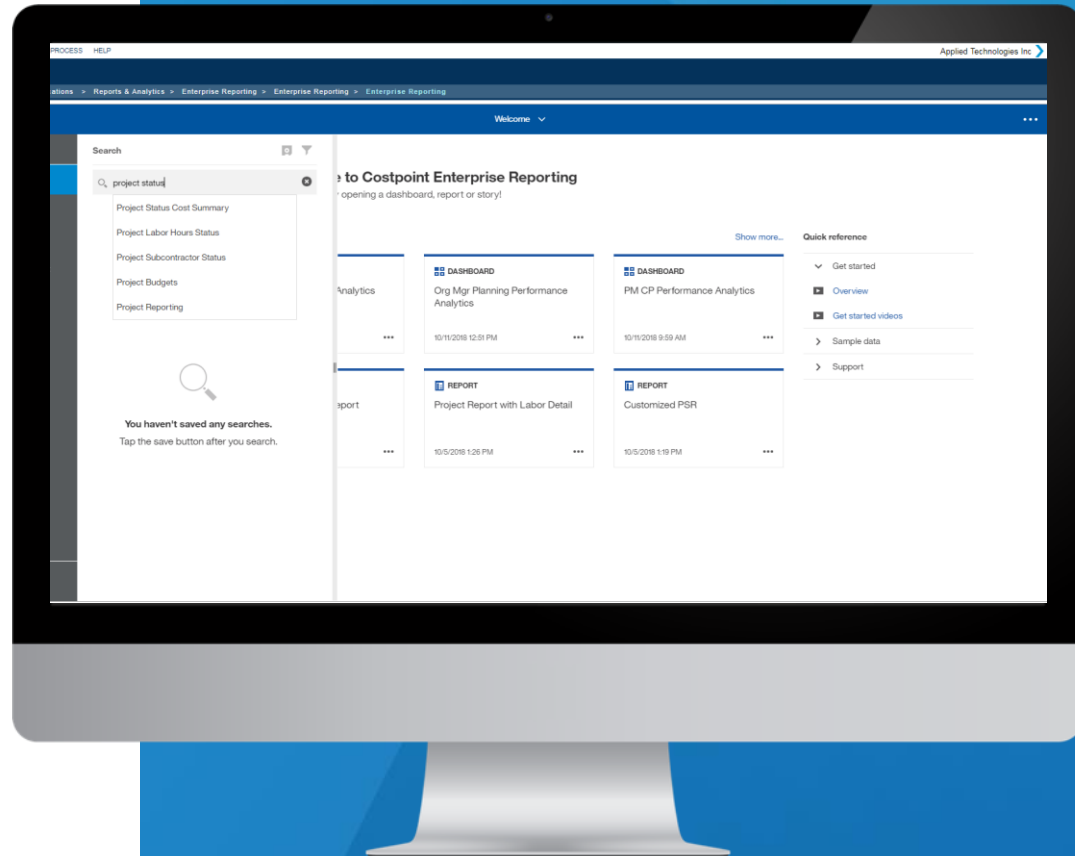 PROCESS HELP
Applied Technologies Inc
ations > Reports & Analytics > Enterprise Reporting > Enterprise Reporting > Enterprise Reporting
Welcome
Search
project status
Project Status Cost Summary
Project Labor Hours Status
Project Subcontractor Status
Project Budgets
Project Reporting
You haven't saved any searches.
Tap the save button after you search.
to Costpoint Enterprise Reporting
opening a dashboard, report or story!
Show more...
Analytics
DASHBOARD
Org Mgr Planning Performance
Analytics
10/11/2018 12:51 PM
DASHBOARD
PM CP Performance Analytics
10/11/2018 9:59 AM
eport
REPORT
Project Report with Labor Detail
10/5/2018 1:26 PM
REPORT
Customized PSR
10/5/2018 1:19 PM
Quick reference
Get started
Overview
Get started videos
Sample data
Support